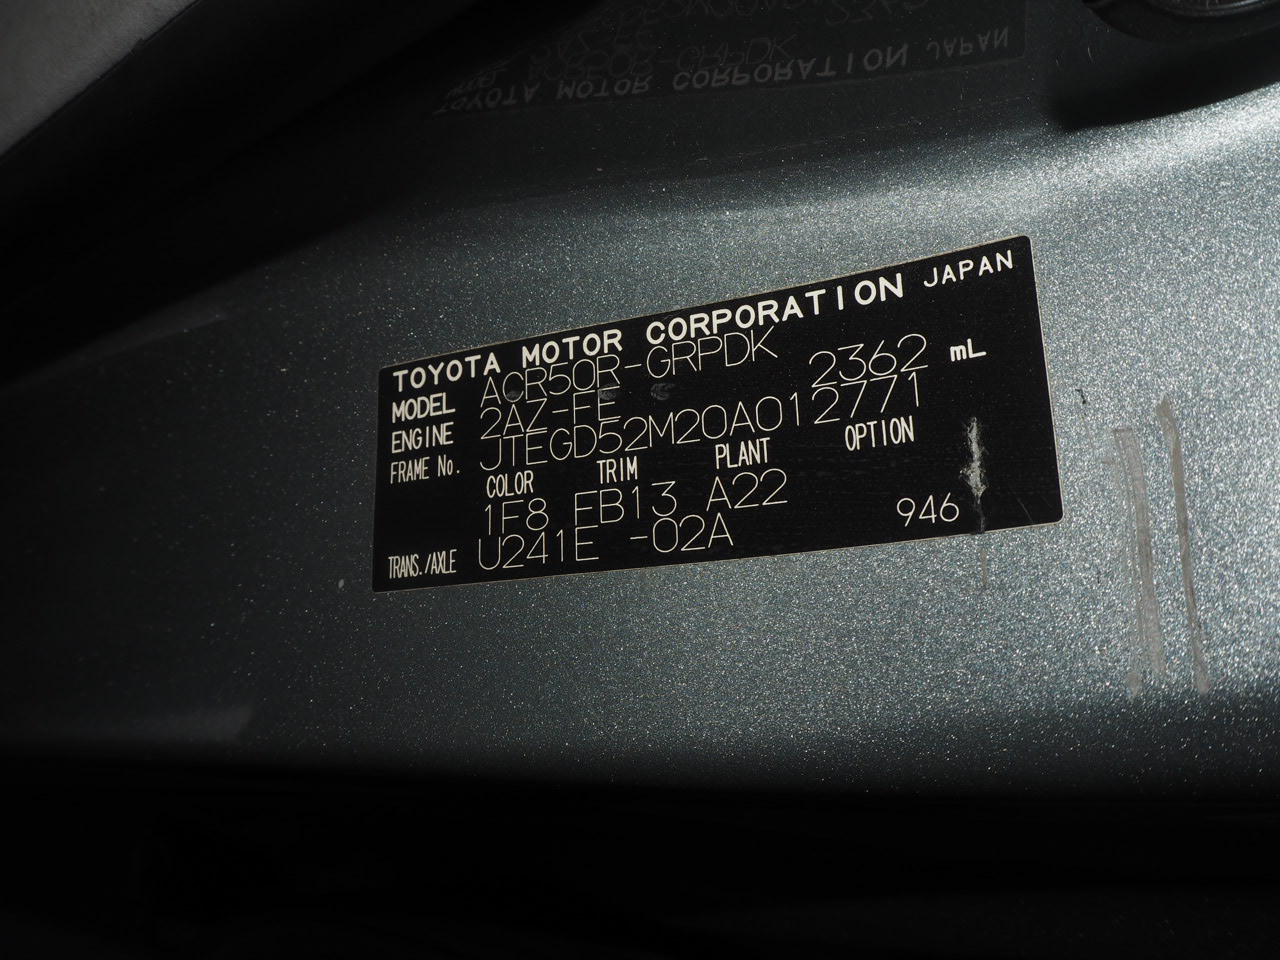 TOYOTA MOTOR CORPORATION JAPAN
MODEL ACR50R-GRPDK
ENGINE 2AZ-FE 2362 mL
FRAME No. JTEGD52M20A012771
COLOR TRIM PLANT OPTION
1F8 EB13 A22
TRANS./AXLE U241E -02A 946